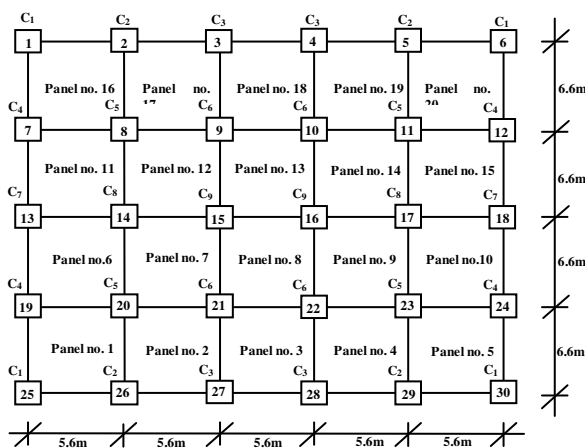 C1 C2 C3 C3 C2 C1
1 2 3 4 5 6
Panel no. 16 Panel no. Panel no. 18 Panel no. 19 Panel no.
6.6m
C4 C5 C6 C6 C5 C4
7 8 9 10 11 12
Panel no. 11 Panel no. 12 Panel no. 13 Panel no. 14 Panel no. 15
6.6m
C7 C8 C9 C9 C8 C7
13 14 15 16 17 18
Panel no.6 Panel no. 7 Panel no. 8 Panel no. 9 Panel no.10
6.6m
C4 C5 C6 C6 C5 C4
19 20 21 22 23 24
Panel no. 1 Panel no. 2 Panel no. 3 Panel no. 4 Panel no. 5
6.6m
C1 C2 C3 C3 C2 C1
25 26 27 28 29 30
5.6m 5.6m 5.6m 5.6m 5.6m